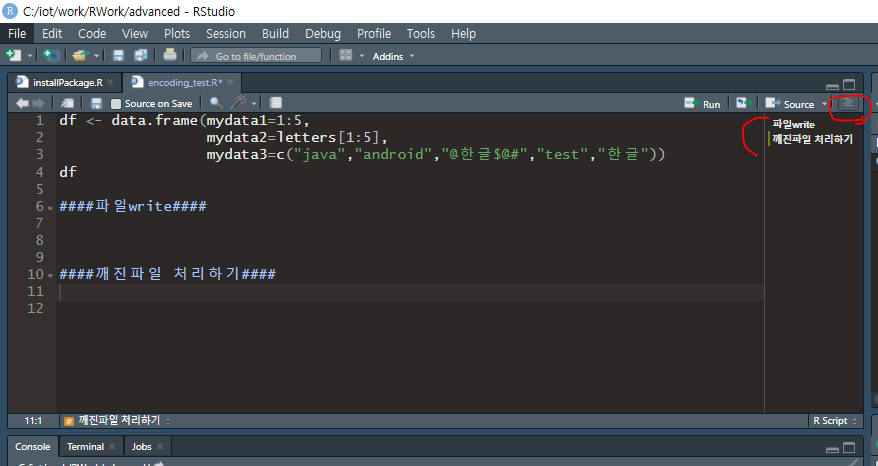 C:/iot/work/RWork/advanced - RStudio
File Edit Code View Plots Session Build Debug Profile Tools Help
Go to file/function Addins
installPackage.R encoding_test.R*
Source on Save Run Source
1 df <- data.frame(mydata1=1:5,
2 mydata2=letters[1:5],
3 mydata3=c("java","android","@한글$@#","test","한글"))
4 df
5
6 ####파일write####
7
8
9
10 ####깨진파일 처리하기####
11
12
파일write
깨진파일 처리하기
11:1 깨진파일 처리하기 R Script
Console Terminal Jobs